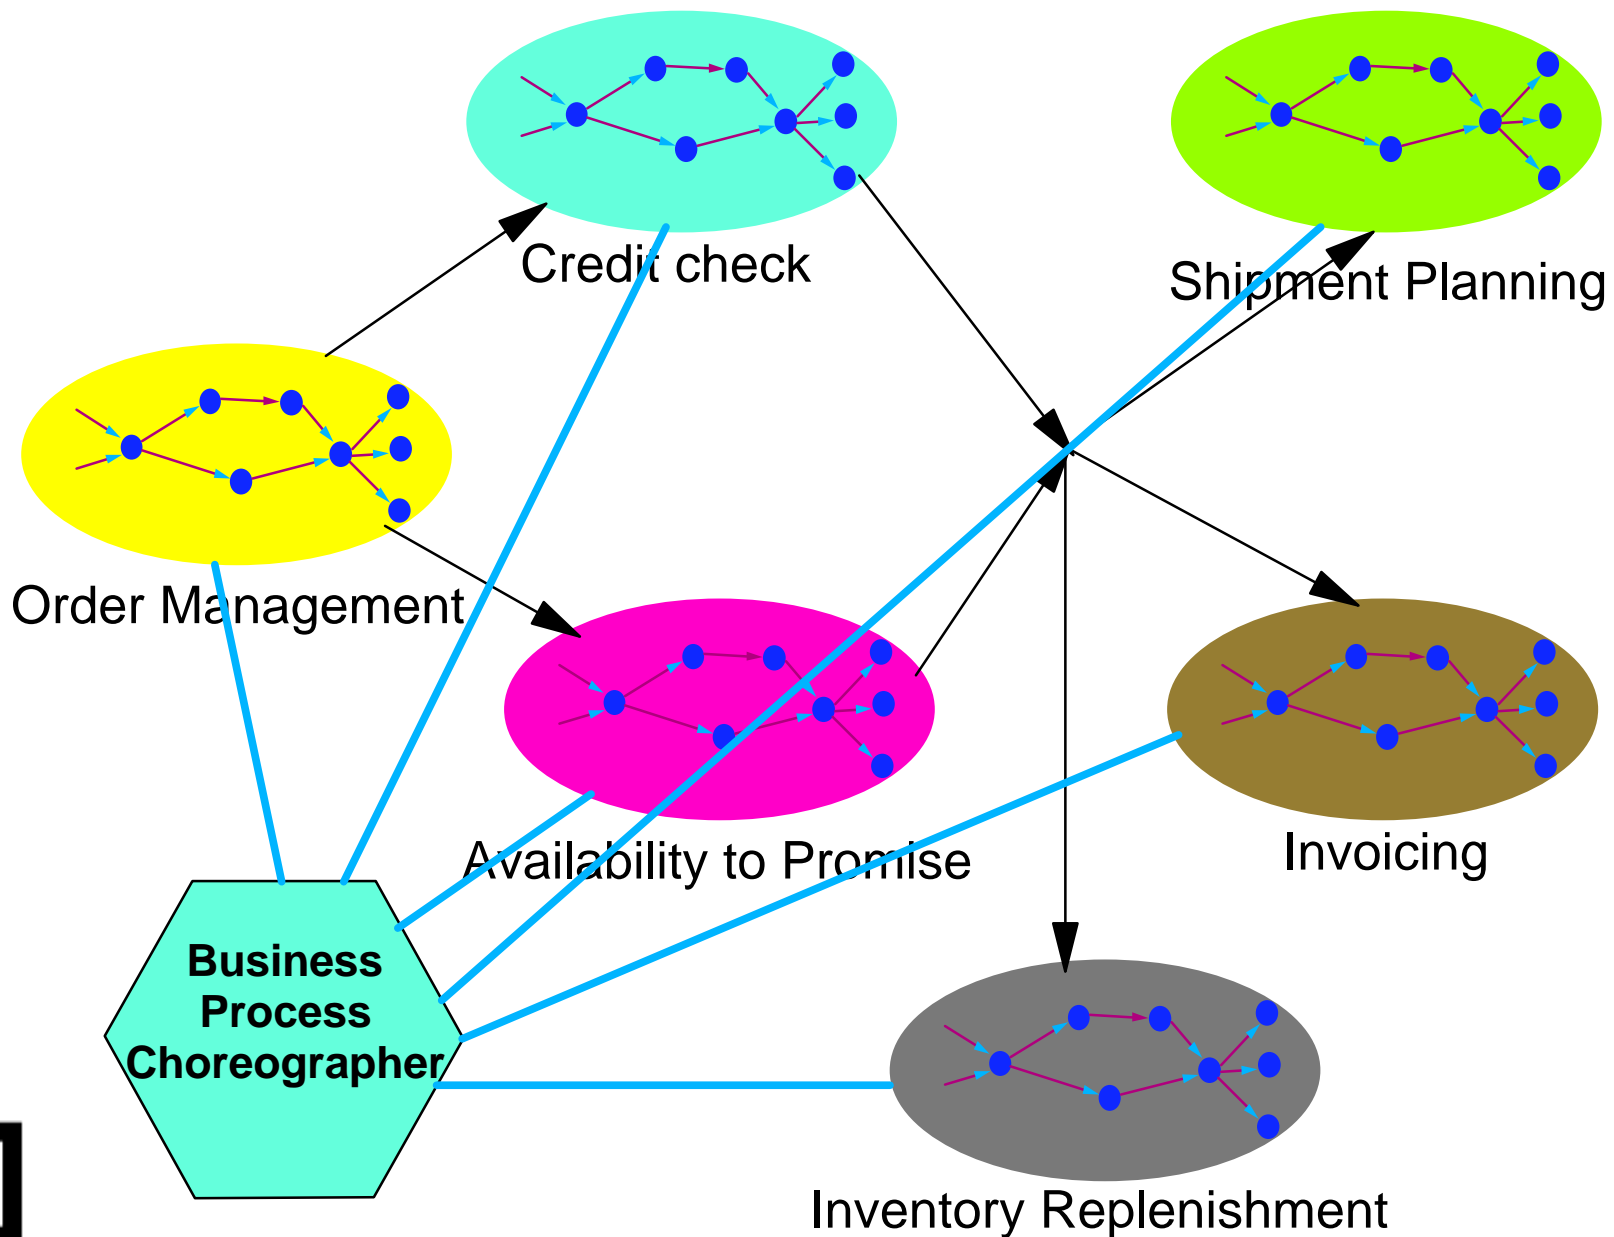 Credit check
Shipment Planning
Order Management
Availability to Promise
Invoicing
Business
Process
Choreographer
Inventory Replenishment
]